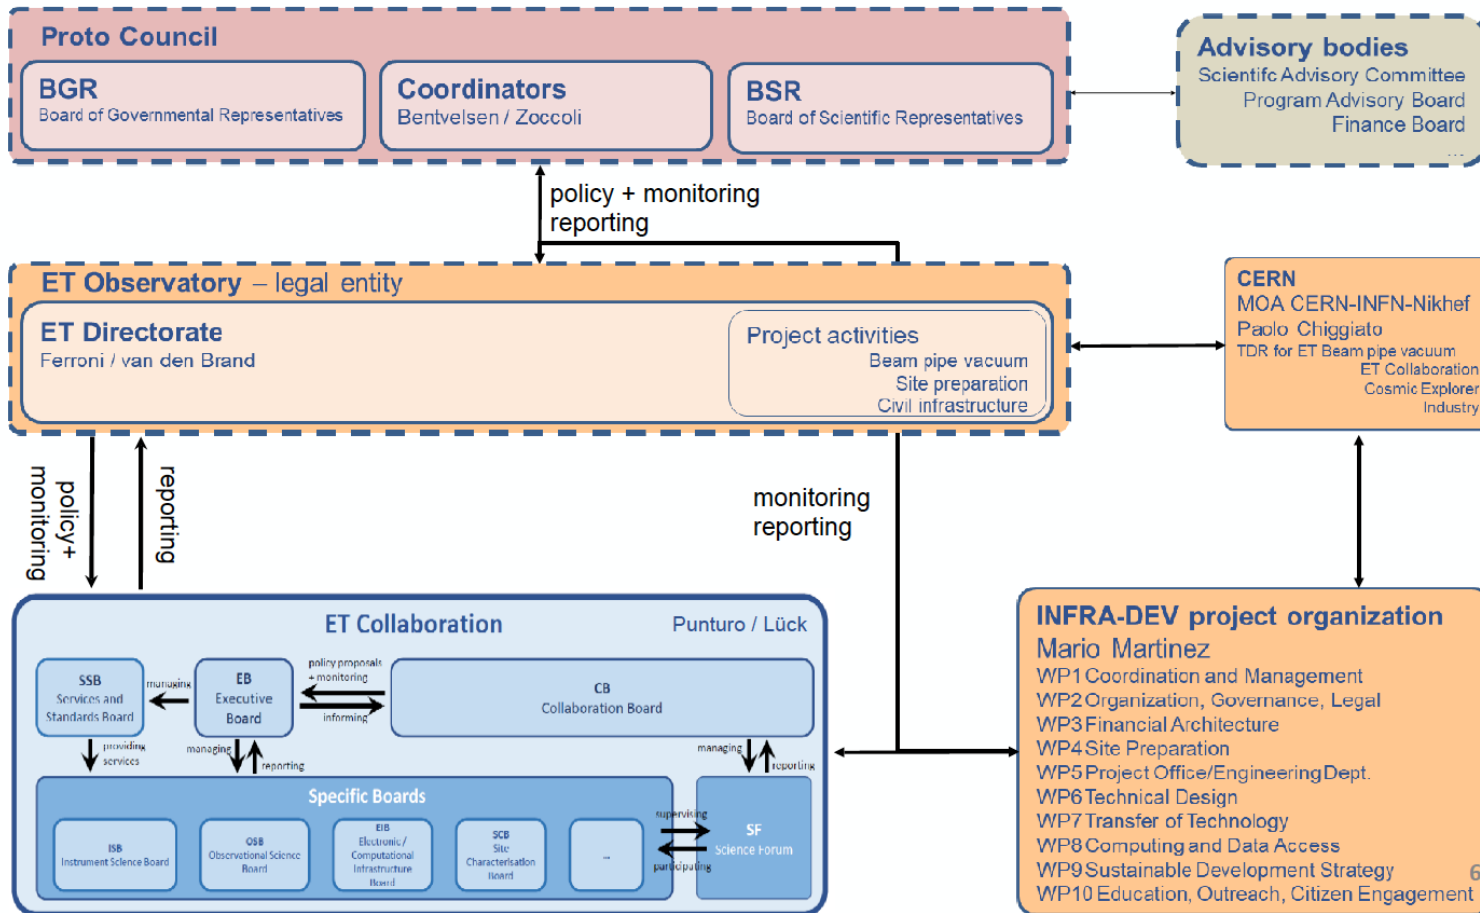 Proto Council
BGR
Board of Governmental Representatives
Coordinators
Bentvelsen / Zoccoli
BSR
Board of Scientific Representatives
Advisory bodies
Scientifc Advisory Committee
Program Advisory Board
Finance Board
...
policy + monitoring
reporting
ET Observatory – legal entity
ET Directorate
Ferroni / van den Brand
Project activities
Beam pipe vacuum
Site preparation
Civil infrastructure
CERN
MOA CERN-INFN-Nikhef
Paolo Chiggiato
TDR for ET Beam pipe vacuum
ET Collaboration
Cosmic Explorer
Industry
policy+
monitoring
reporting
monitoring
reporting
ET Collaboration
Punturo / Lück
SSB
Services and
Standards Board
managing
EB
Executive
Board
policy proposals
+ monitoring
informing
CB
Collaboration Board
providing
services
managing
reporting
managing
reporting
Specific Boards
ISB
Instrument Science Board
OSB
Observational Science
Board
EIB
Electronic /
Computational
Infrastructure
Board
SCB
Site
Characterisation
Board
...
supervising
participating
SF
Science Forum
INFRA-DEV project organization
Mario Martinez
WP1 Coordination and Management
WP2 Organization, Governance, Legal
WP3 Financial Architecture
WP4 Site Preparation
WP5 Project Office/Engineering Dept.
WP6 Technical Design
WP7 Transfer of Technology
WP8 Computing and Data Access
WP9 Sustainable Development Strategy
WP10 Education, Outreach, Citizen Engagement
6